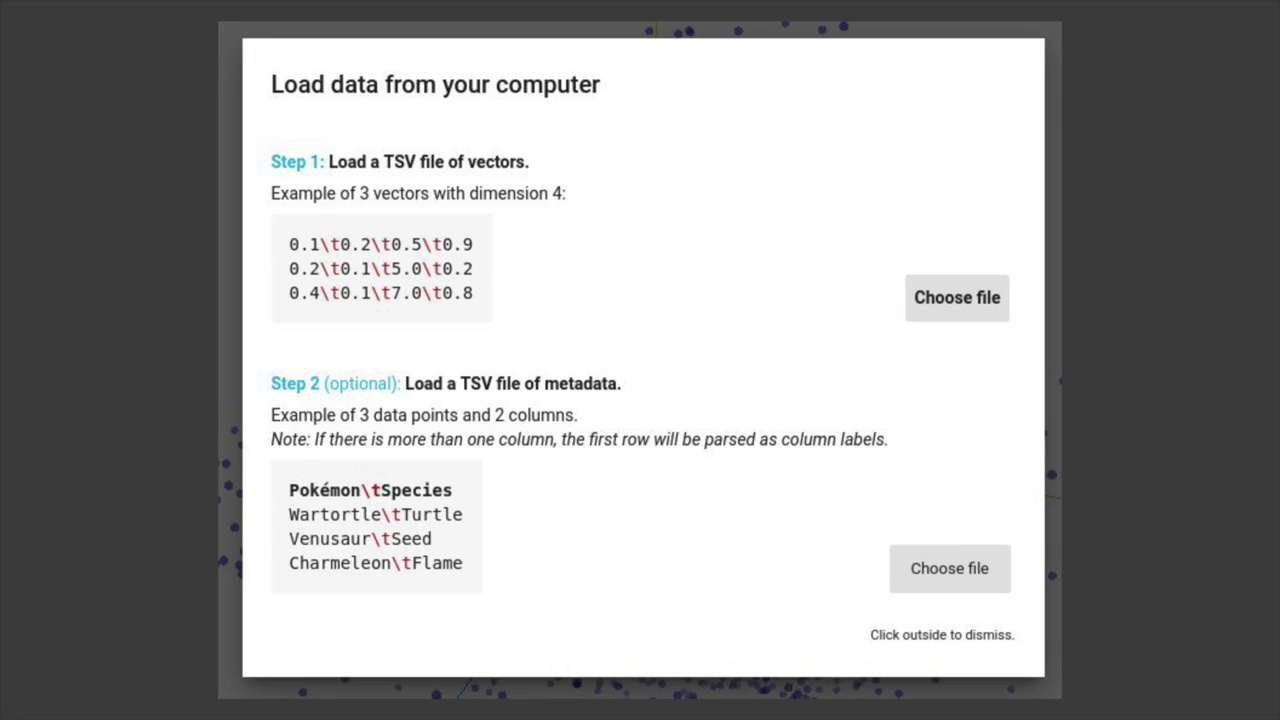 Load data from your computer
Step 1: Load a TSV file of vectors.
Example of 3 vectors with dimension 4:
0.1\t0.2\t0.5\t0.9
0.2\t0.1\t5.0\t0.2
0.4\t0.1\t7.0\t0.8
Choose file
Step 2 (optional): Load a TSV file of metadata.
Example of 3 data points and 2 columns.
Note: If there is more than one column, the first row will be parsed as column labels.
Pokémon\tSpecies
Wartortle\tTurtle
Venusaur\tSeed
Charmeleon\tFlame
Choose file
Click outside to dismiss.